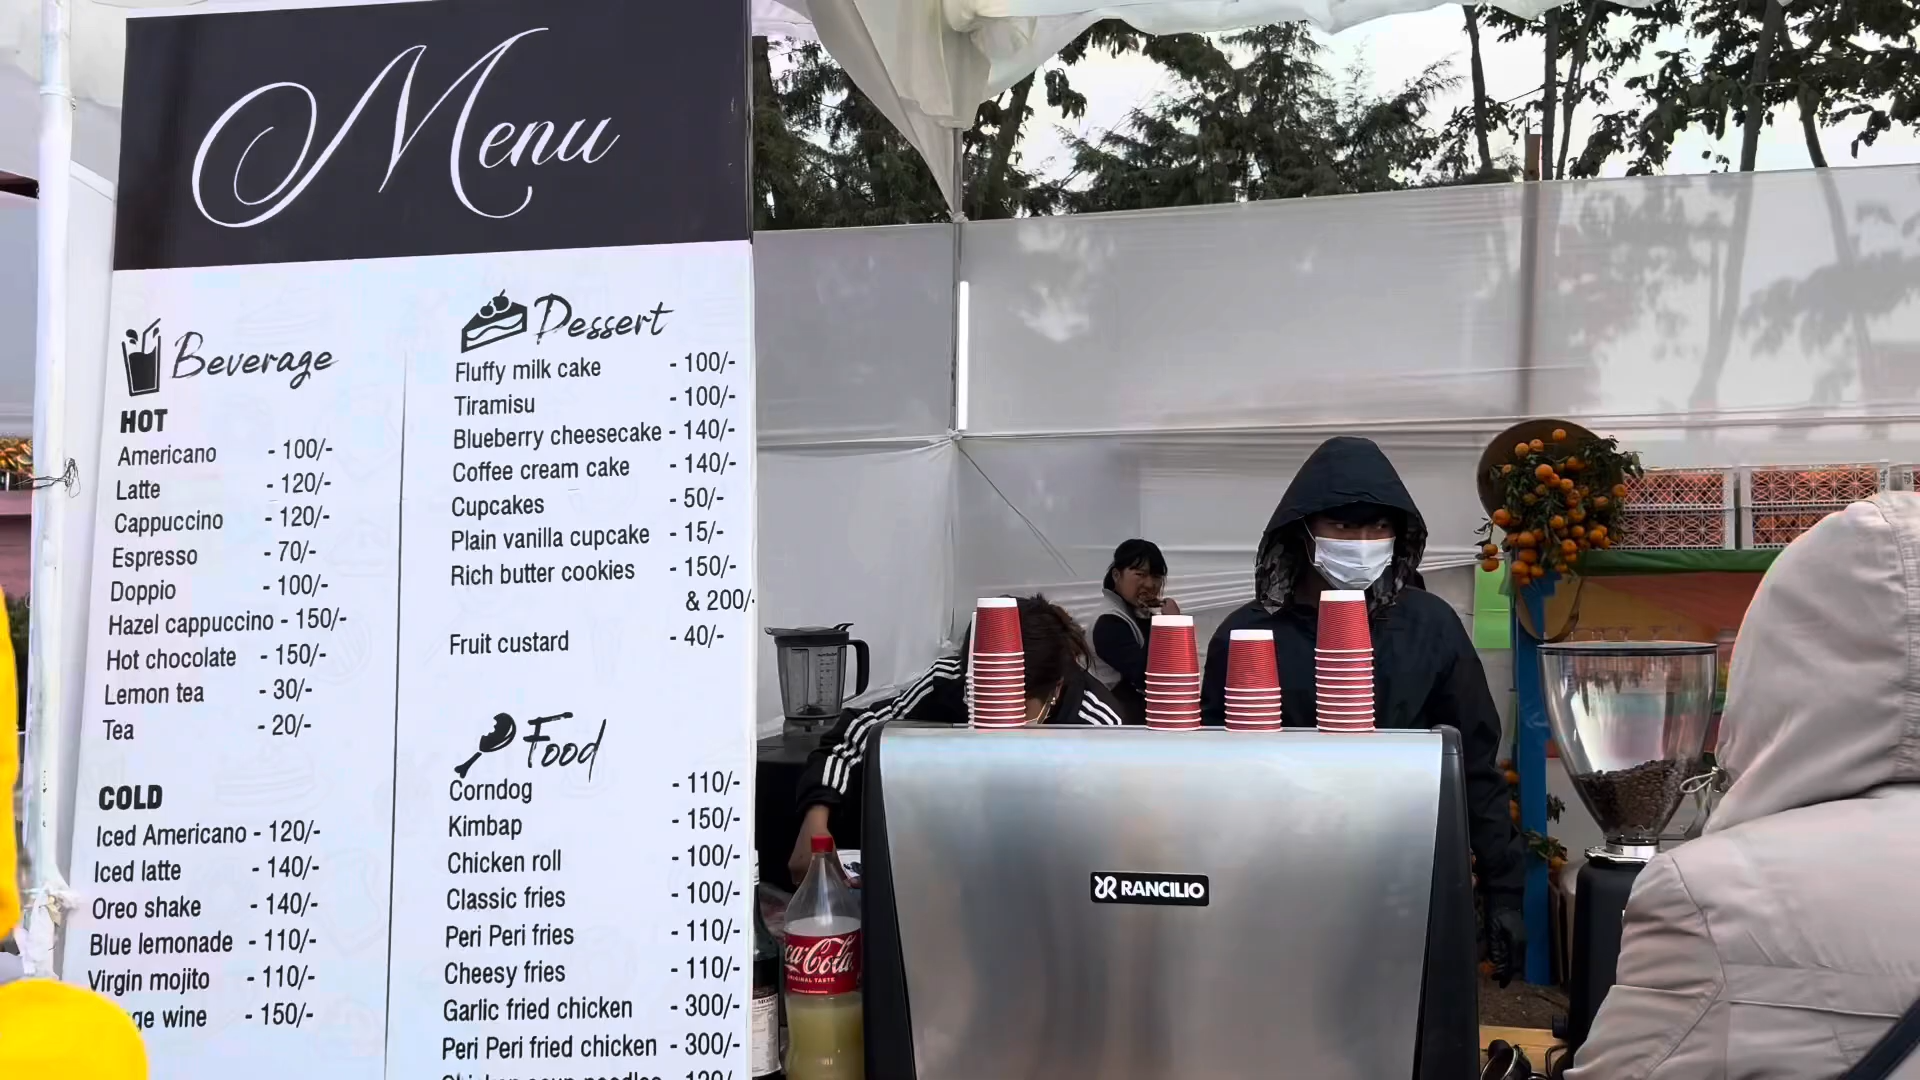 Menu
Beverage
HOT
Americano - 100/-
Latte - 120/-
Cappuccino - 120/-
Espresso - 70/-
Doppio - 100/-
Hazel cappuccino - 150/-
Hot chocolate - 150/-
Lemon tea - 30/-
Tea - 20/-
COLD
Iced Americano - 120/-
Iced latte - 140/-
Oreo shake - 140/-
Blue lemonade - 110/-
Virgin mojito - 110/-
wine - 150/-
Dessert
Fluffy milk cake - 100/-
Tiramisu - 100/-
Blueberry cheesecake - 140/-
Coffee cream cake - 140/-
Cupcakes - 50/-
Plain vanilla cupcake - 15/-
Rich butter cookies - 150/-
& 200/-
Fruit custard - 40/-
Food
Corndog - 110/-
Kimbap - 150/-
Chicken roll - 100/-
Classic fries - 100/-
Peri Peri fries - 110/-
Cheesy fries - 110/-
Garlic fried chicken - 300/-
Peri Peri fried chicken - 300/-
RANCILIO
Coca-Cola
ORIGINAL TASTE